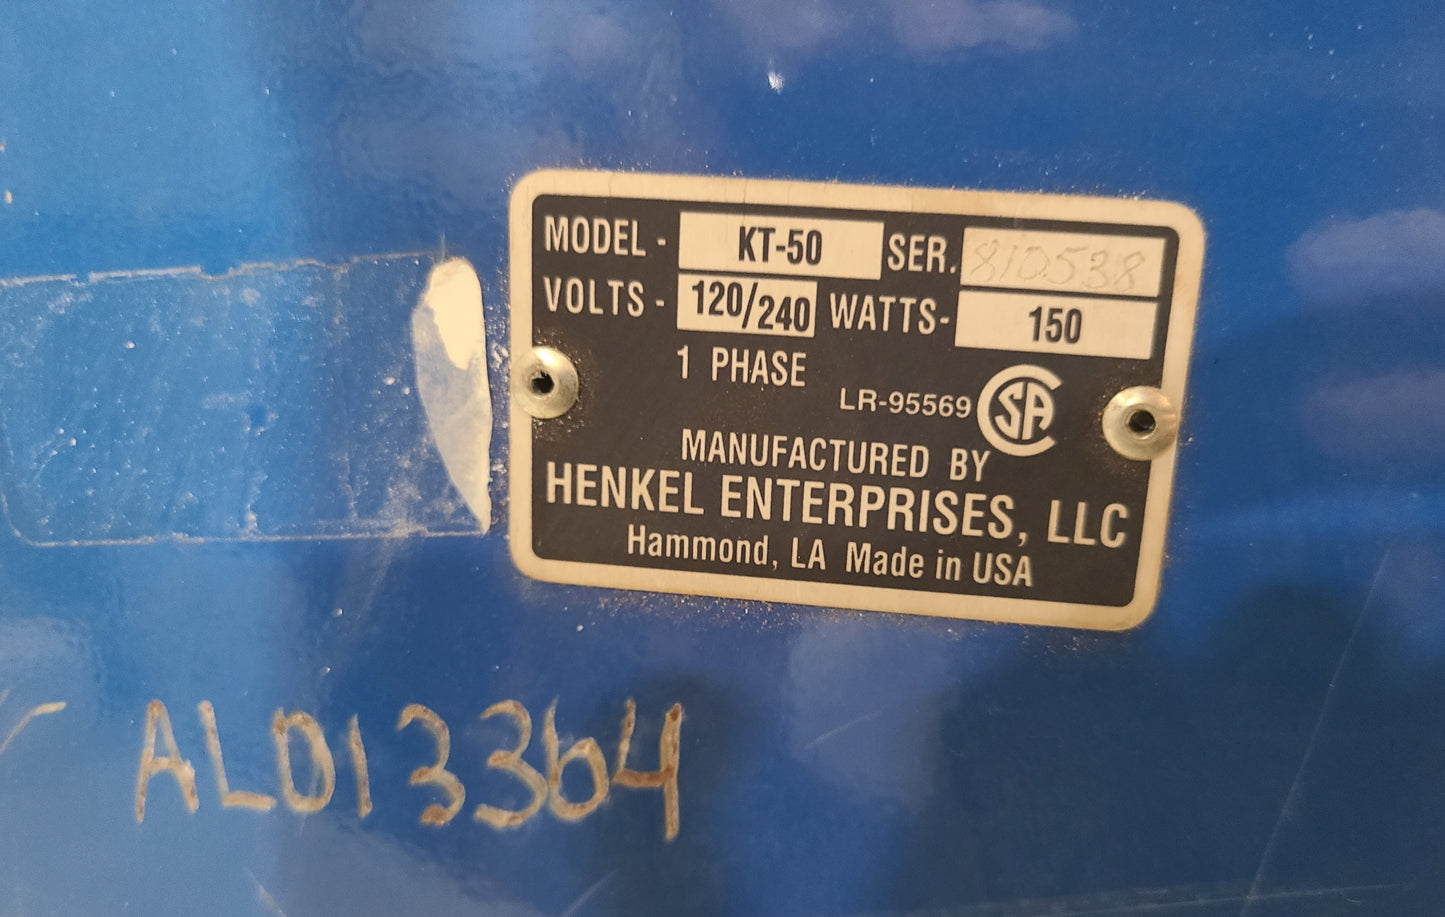 MODEL - KT-50 SER. 810538
VOLTS - 120/240 WATTS- 150
1 PHASE
LR-95569 SA
MANUFACTURED BY
HENKEL ENTERPRISES, LLC
Hammond, LA Made in USA
AL013364